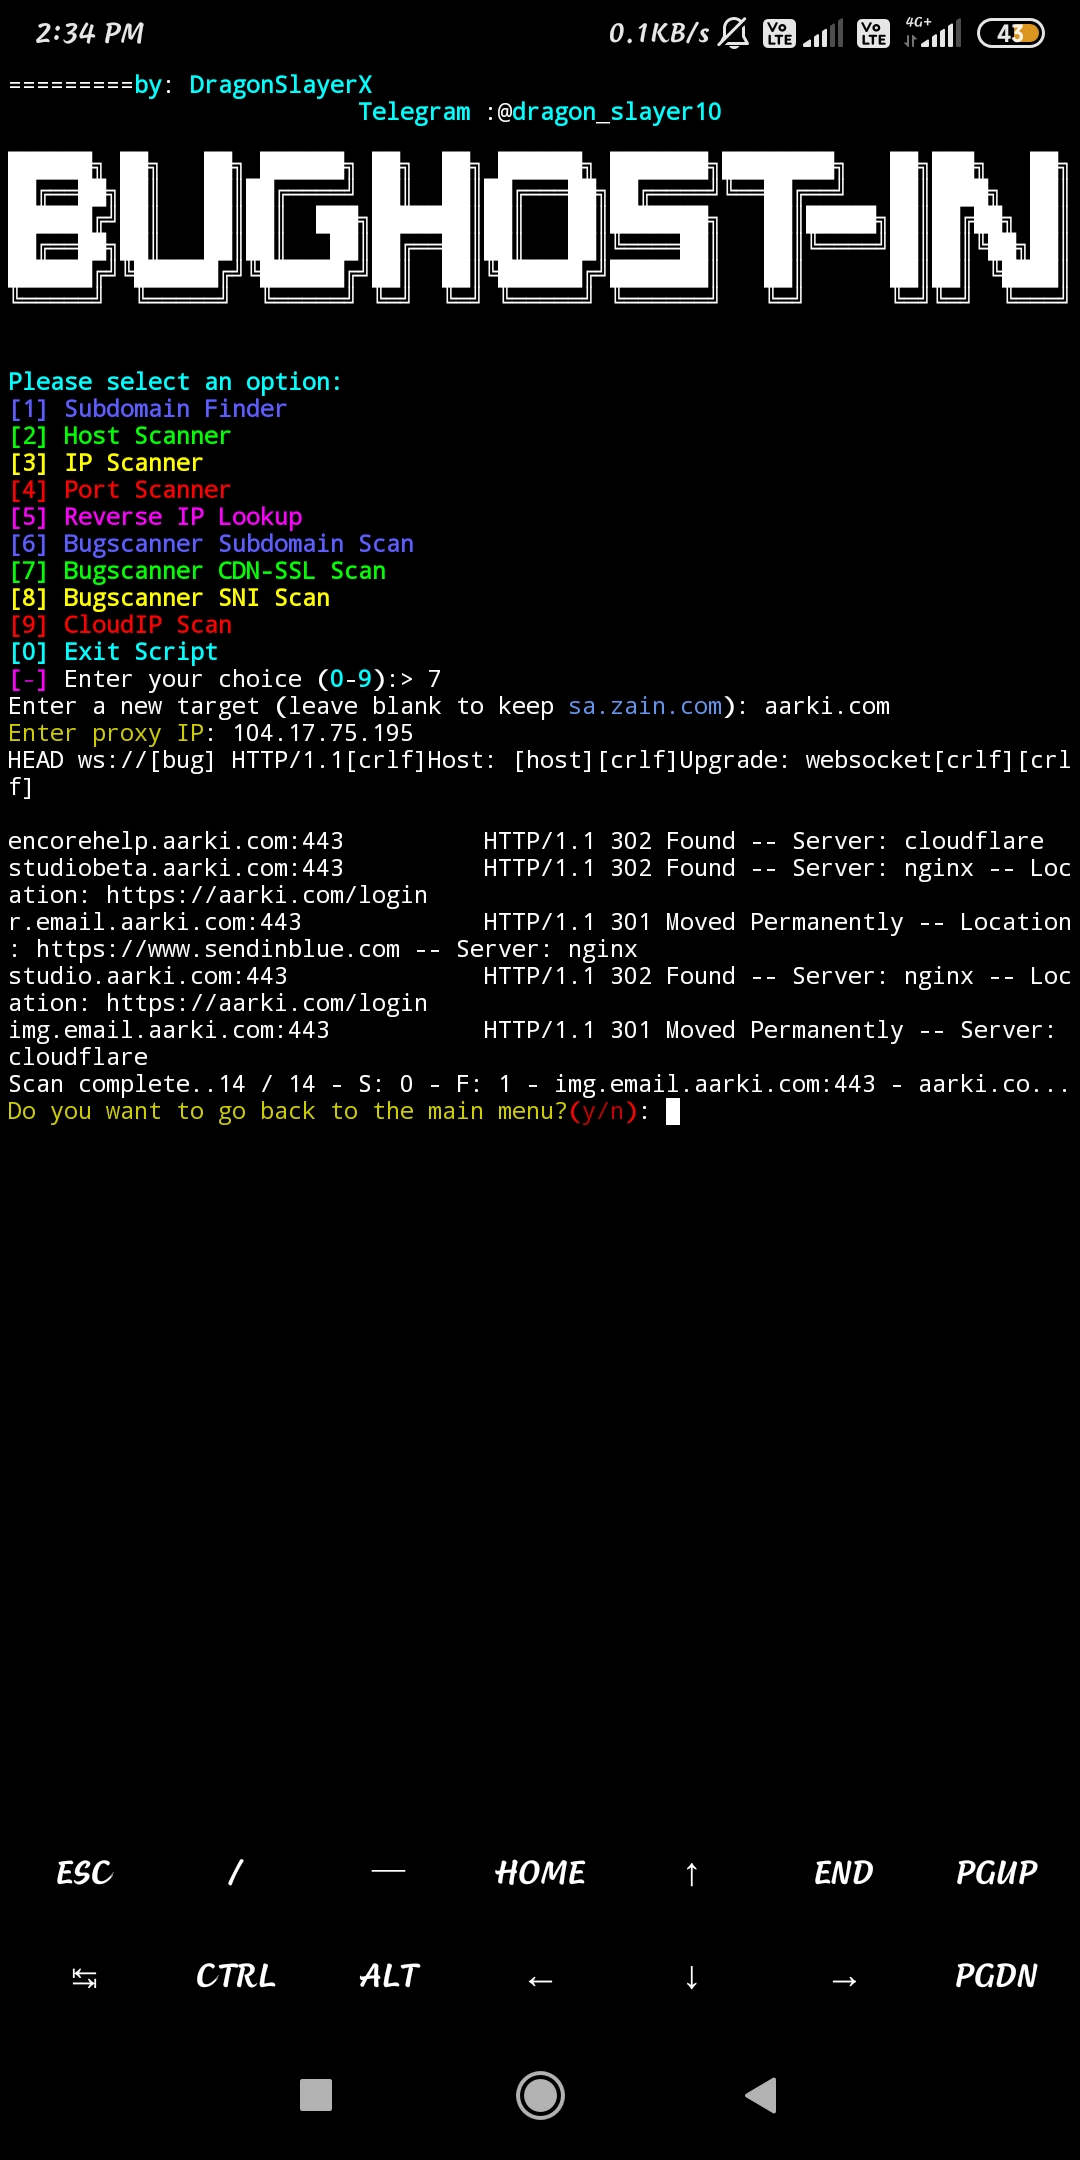 2:34 PM 0.1KB/s Vo LTE Vo LTE 4G+ 43
=========by: DragonSlayerX
Telegram :@dragon_slayer10
BUGHOST-IN
Please select an option:
[1] Subdomain Finder
[2] Host Scanner
[3] IP Scanner
[4] Port Scanner
[5] Reverse IP Lookup
[6] Bugscanner Subdomain Scan
[7] Bugscanner CDN-SSL Scan
[8] Bugscanner SNI Scan
[9] CloudIP Scan
[0] Exit Script
[-] Enter your choice (0-9):> 7
Enter a new target (leave blank to keep sa.zain.com): aarki.com
Enter proxy IP: 104.17.75.195
HEAD ws://[bug] HTTP/1.1[crlf]Host: [host][crlf]Upgrade: websocket[crlf][crl
f]
encorehelp.aarki.com:443 HTTP/1.1 302 Found -- Server: cloudflare
studiobeta.aarki.com:443 HTTP/1.1 302 Found -- Server: nginx -- Loc
ation: https://aarki.com/login
r.email.aarki.com:443 HTTP/1.1 301 Moved Permanently -- Location
: https://www.sendinblue.com -- Server: nginx
studio.aarki.com:443 HTTP/1.1 302 Found -- Server: nginx -- Loc
ation: https://aarki.com/login
img.email.aarki.com:443 HTTP/1.1 301 Moved Permanently -- Server:
cloudflare
Scan complete..14 / 14 - S: 0 - F: 1 - img.email.aarki.com:443 - aarki.co...
Do you want to go back to the main menu?(y/n):
ESC / — HOME ↑ END PGUP
↹ CTRL ALT ← ↓ → PGDN